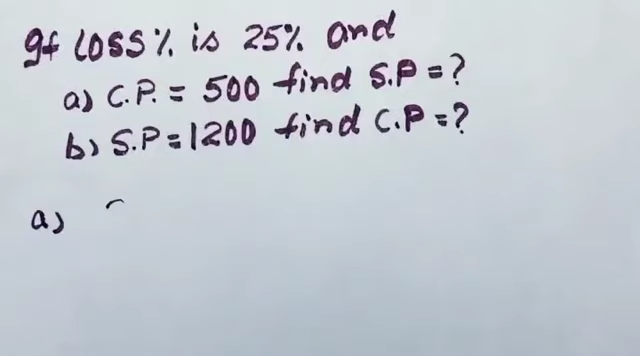 If LOSS% is 25% and
a) C.P. = 500 find S.P = ?
b) S.P = 1200 find C.P = ?
a)